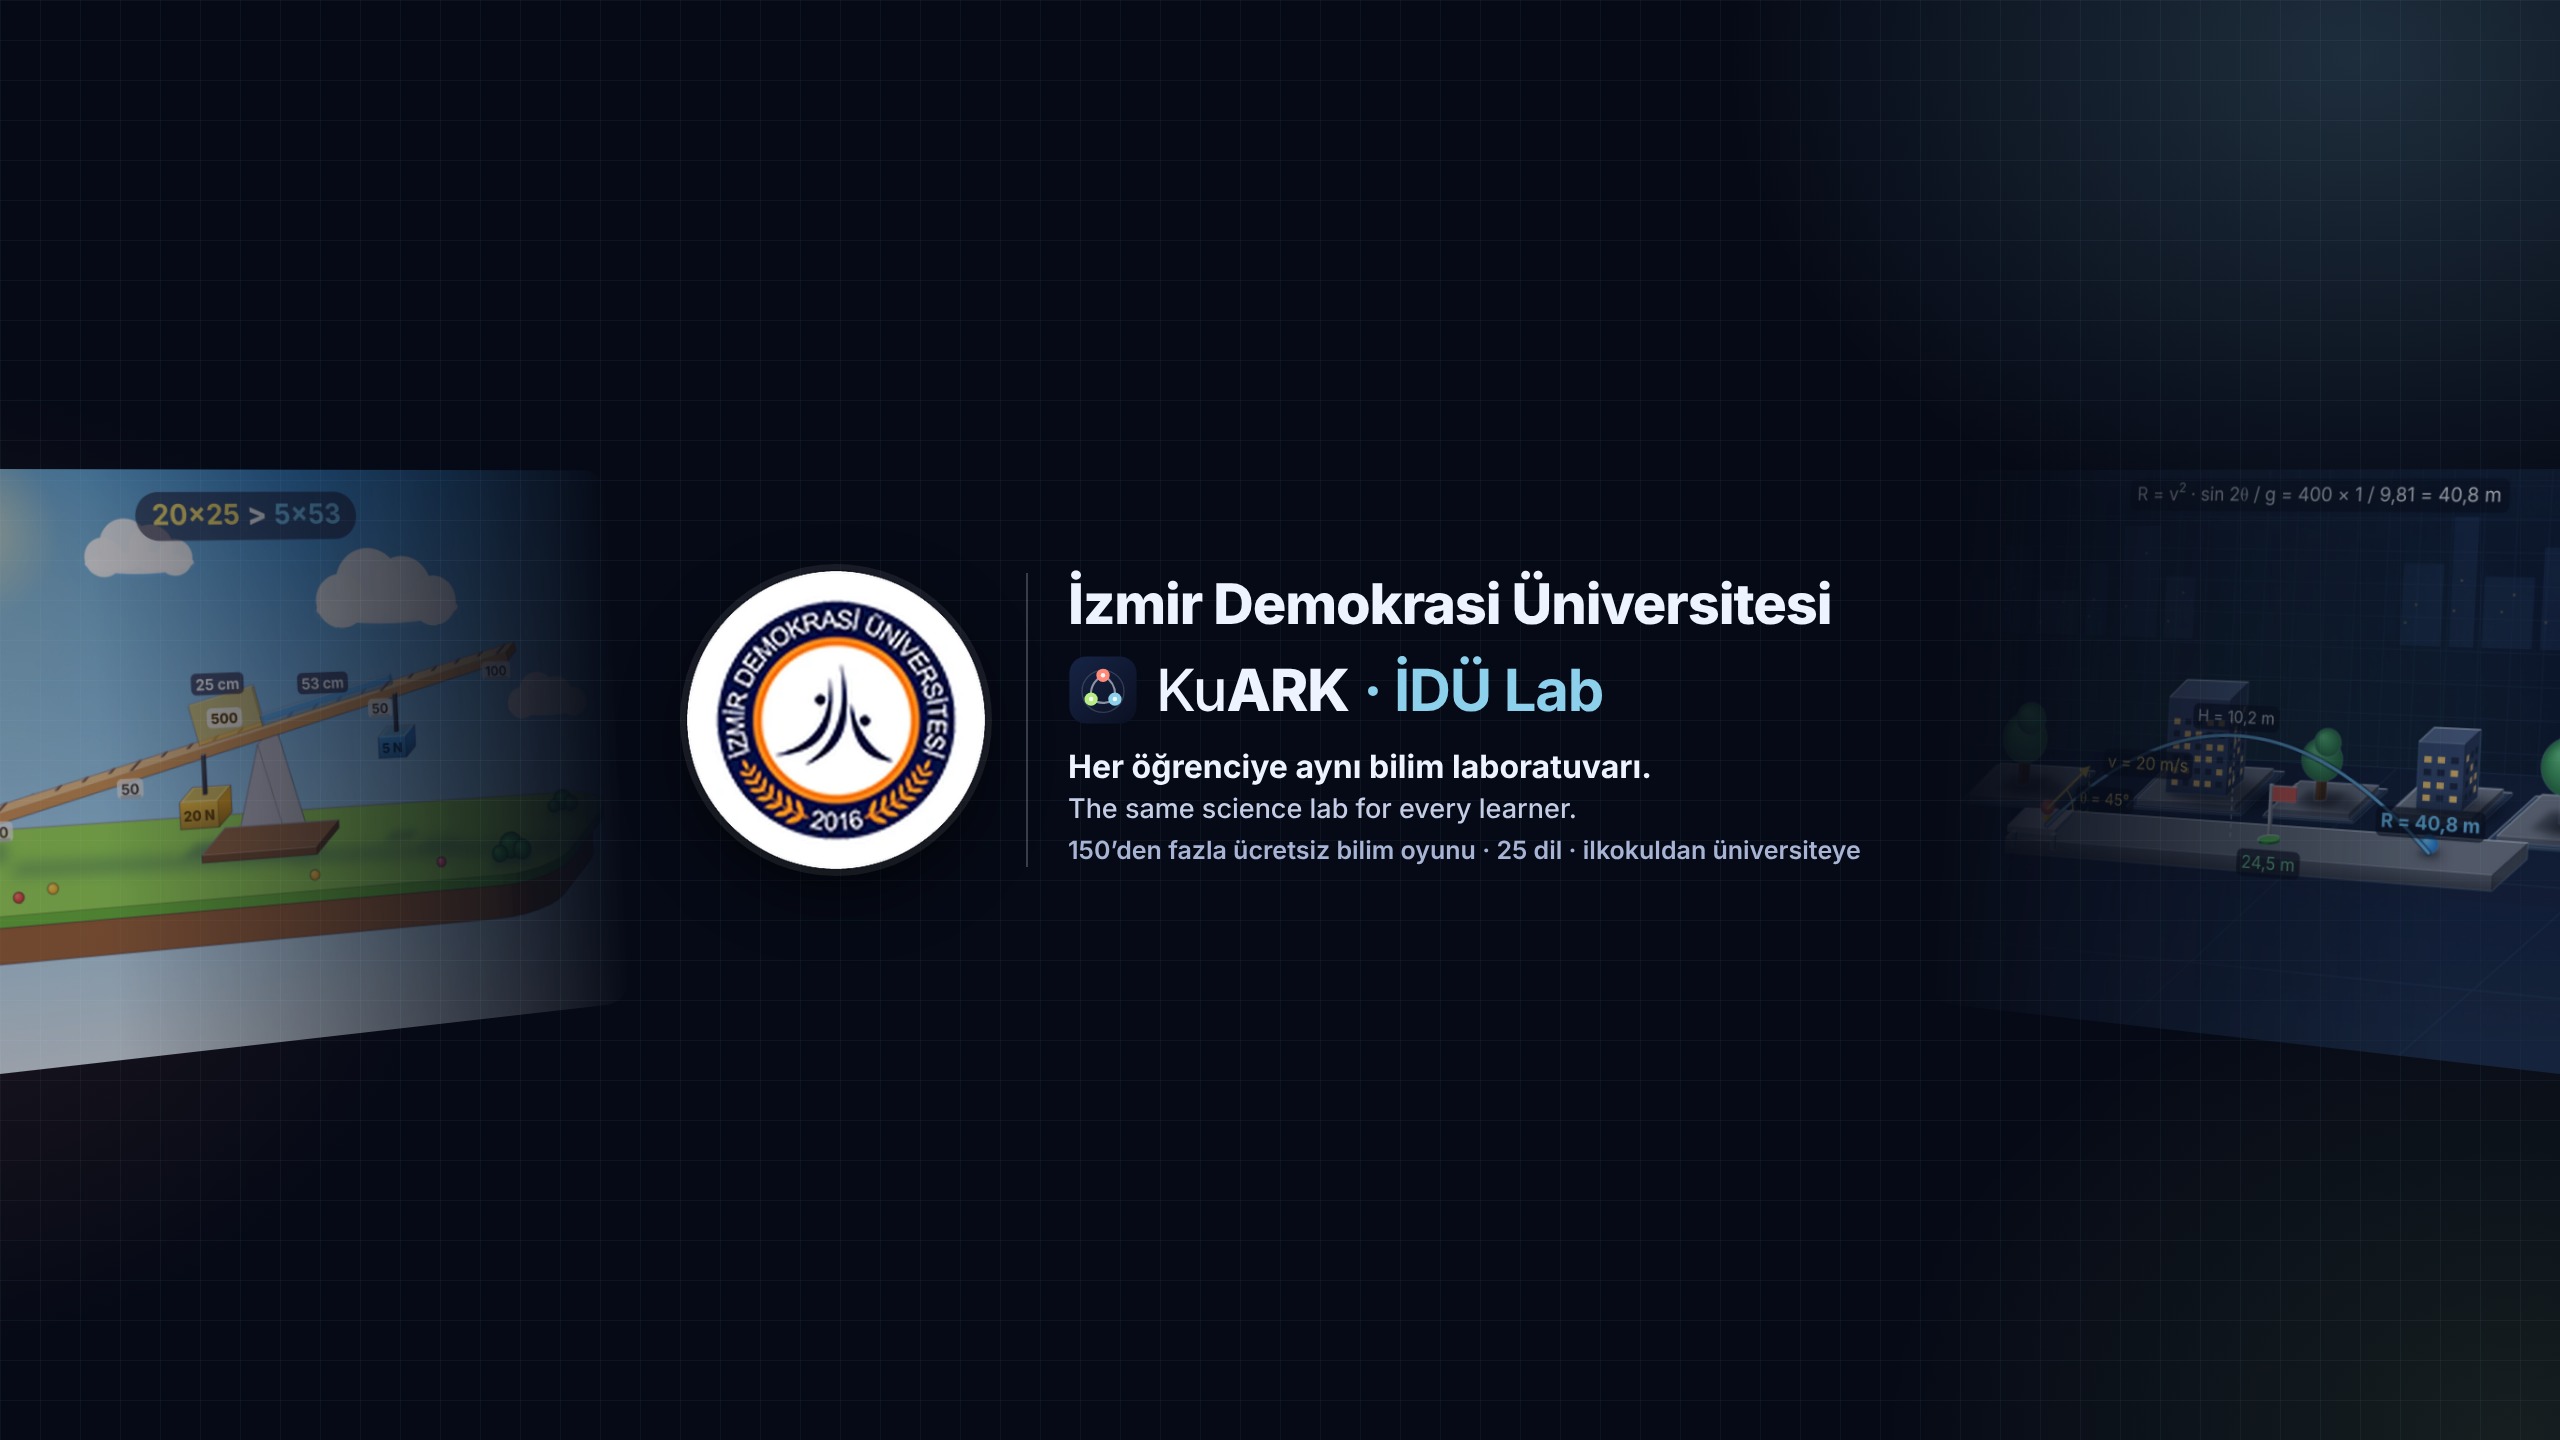 20×25 > 5×53
25 cm
53 cm
100
500
50
5 N
50
20 N
0
İZMİR DEMOKRASİ ÜNİVERSİTESİ
2016
İzmir Demokrasi Üniversitesi
KuARK · İDÜ Lab
Her öğrenciye aynı bilim laboratuvarı.
The same science lab for every learner.
150’den fazla ücretsiz bilim oyunu · 25 dil · ilkokuldan üniversiteye
R = v² · sin 2θ / g = 400 × 1 / 9,81 = 40,8 m
H = 10,2 m
v = 20 m/s
θ = 45°
R = 40,8 m
24,5 m